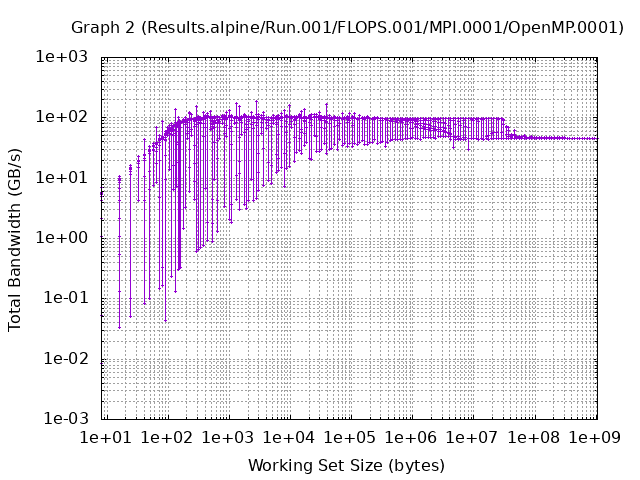 Graph 2 (Results.alpine/Run.001/FLOPS.001/MPI.0001/OpenMP.0001)
1e+03
1e+02
1e+01
1e+00
1e-01
1e-02
1e-03
Total Bandwidth (GB/s)
1e+01 1e+02 1e+03 1e+04 1e+05 1e+06 1e+07 1e+08 1e+09
Working Set Size (bytes)